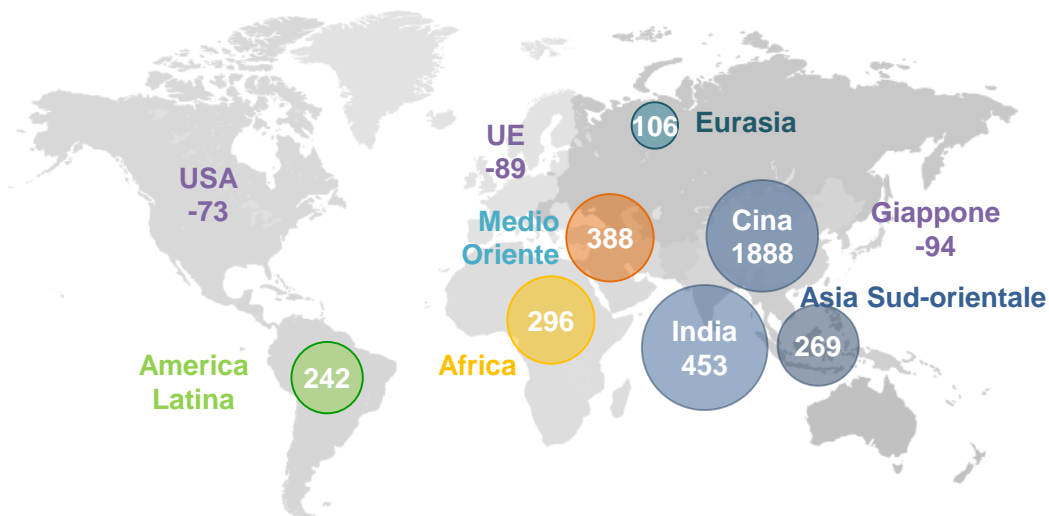 106
Eurasia
UE
-89
USA
-73
Medio
Oriente
388
Cina
1888
Giappone
-94
Asia Sud-orientale
296
India
453
269
Africa
America
Latina
242